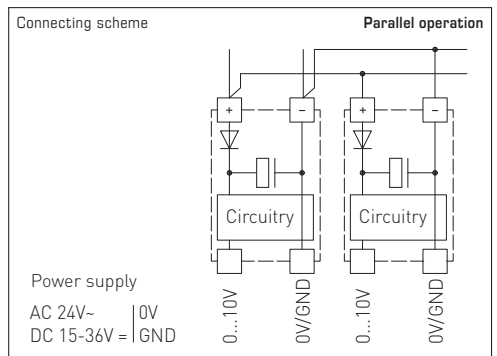 Connecting scheme
Parallel operation
+ − + −
Circuitry Circuitry
Power supply
AC 24V~ 0V
DC 15-36V = GND
0...10V
0V/GND
0...10V
0V/GND